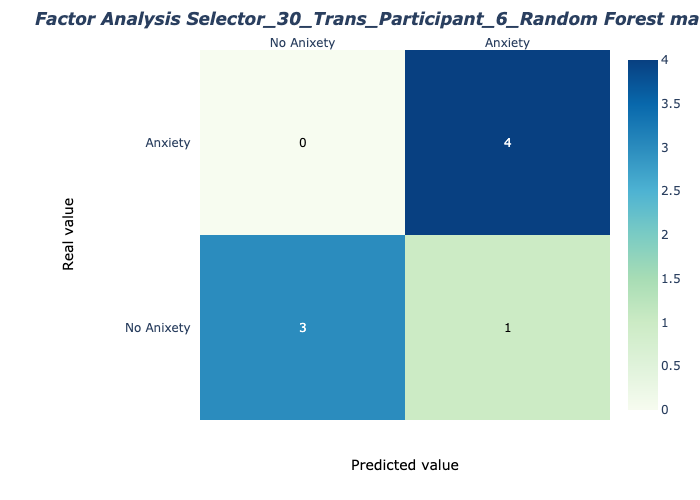 Factor Analysis Selector_30_Trans_Participant_6_Random Forest ma
No Anixety Anxiety
4
3.5
3
2.5
2
1.5
1
0.5
0
Anxiety 0 4
Real value
No Anixety 3 1
Predicted value